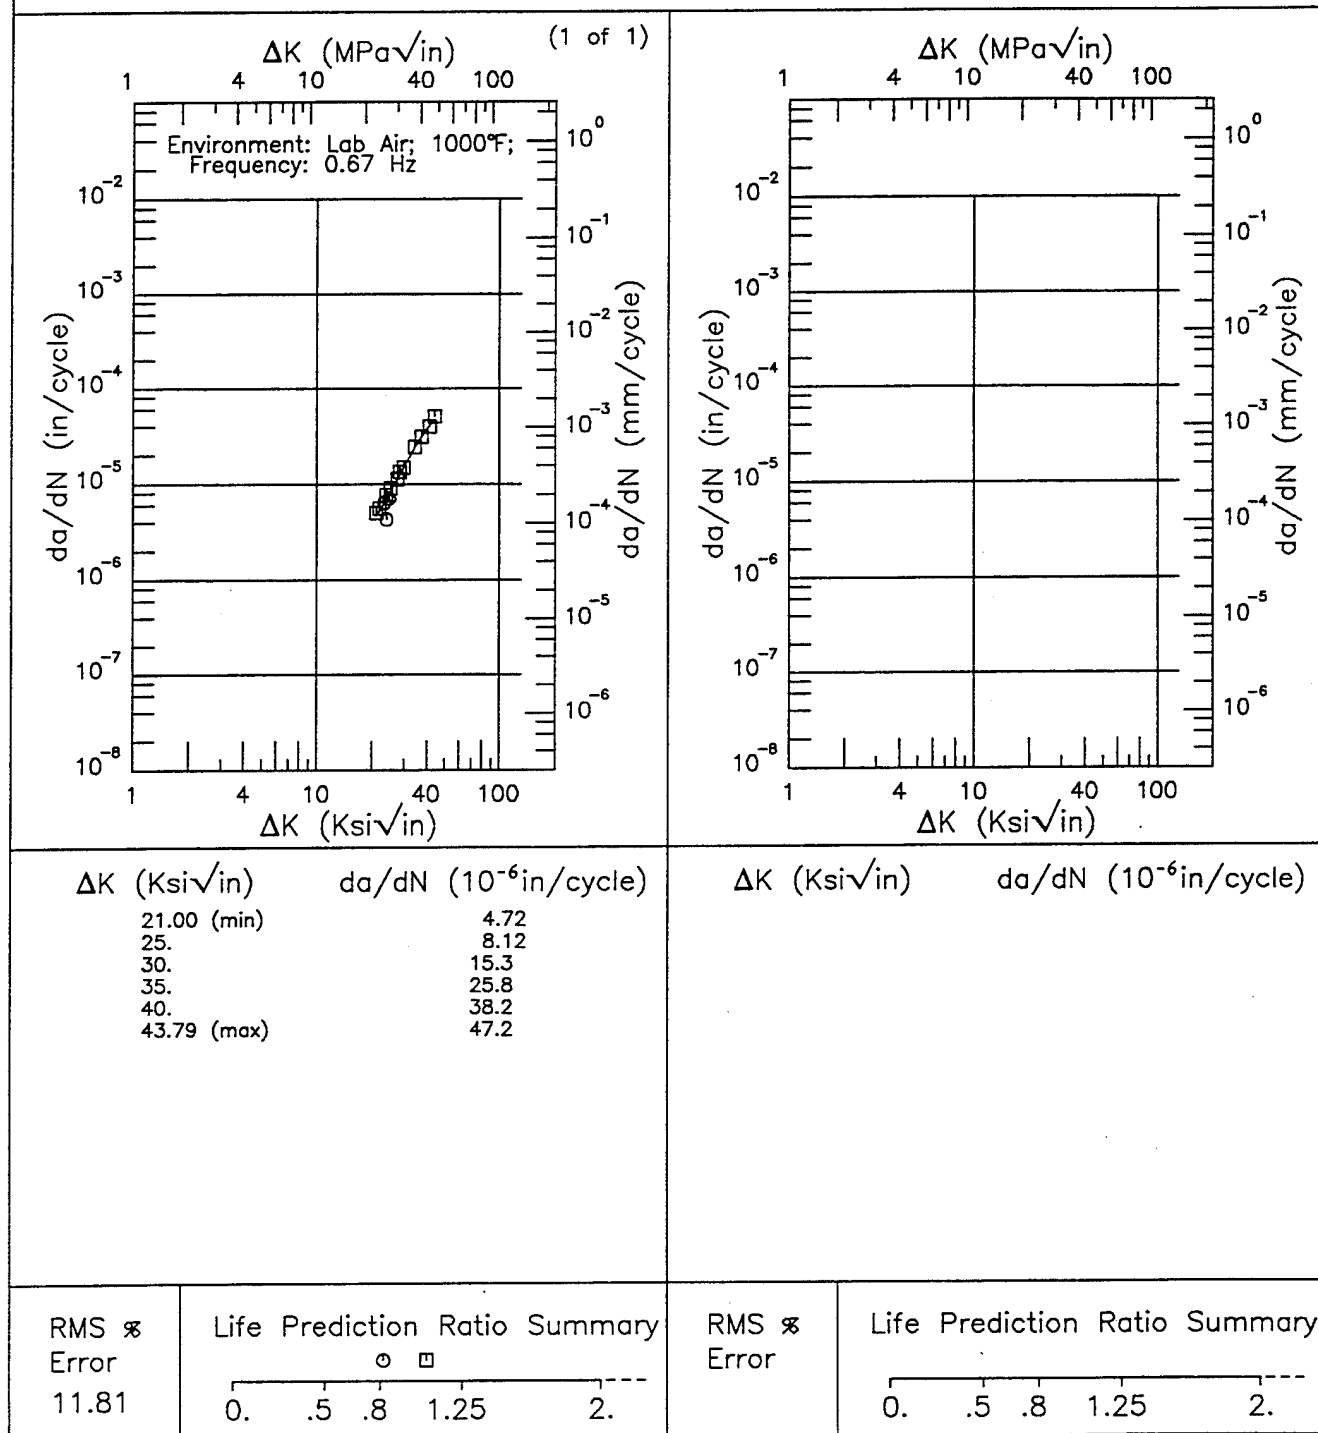 (1 of 1)
ΔK (MPa√in)
1 4 10 40 100
Environment: Lab Air; 1000°F;
Frequency: 0.67 Hz
da/dN (in/cycle)
10⁻²
10⁻³
10⁻⁴
10⁻⁵
10⁻⁶
10⁻⁷
10⁻⁸
10⁰
10⁻¹
10⁻²
10⁻³
10⁻⁴
10⁻⁵
10⁻⁶
da/dN (mm/cycle)
1 4 10 40 100
ΔK (Ksi√in)
ΔK (MPa√in)
1 4 10 40 100
da/dN (in/cycle)
10⁻²
10⁻³
10⁻⁴
10⁻⁵
10⁻⁶
10⁻⁷
10⁻⁸
10⁰
10⁻¹
10⁻²
10⁻³
10⁻⁴
10⁻⁵
10⁻⁶
da/dN (mm/cycle)
1 4 10 40 100
ΔK (Ksi√in)
ΔK (Ksi√in) da/dN (10⁻⁶in/cycle)
21.00 (min) 4.72
25. 8.12
30. 15.3
35. 25.8
40. 38.2
43.79 (max) 47.2
ΔK (Ksi√in) da/dN (10⁻⁶in/cycle)
RMS %
Error
11.81
Life Prediction Ratio Summary
0. .5 .8 1.25 2.
RMS %
Error
Life Prediction Ratio Summary
0. .5 .8 1.25 2.